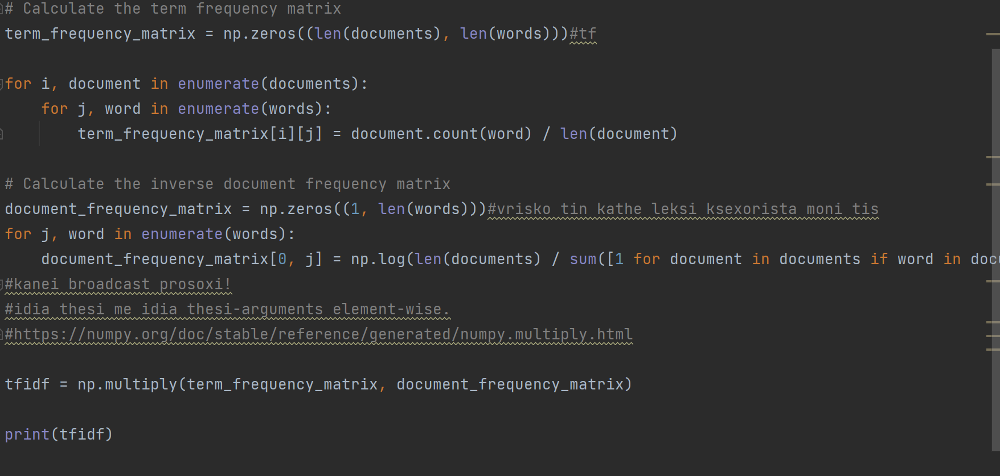 # Calculate the term frequency matrix
term_frequency_matrix = np.zeros((len(documents), len(words)))#tf
for i, document in enumerate(documents):
    for j, word in enumerate(words):
        term_frequency_matrix[i][j] = document.count(word) / len(document)
# Calculate the inverse document frequency matrix
document_frequency_matrix = np.zeros((1, len(words)))#vrisko tin kathe leksi ksexorista moni tis
for j, word in enumerate(words):
    document_frequency_matrix[0, j] = np.log(len(documents) / sum([1 for document in documents if word in
#kanei broadcast prosoxi!
#idia thesi me idia thesi-arguments element-wise.
#https://numpy.org/doc/stable/reference/generated/numpy.multiply.html
tfidf = np.multiply(term_frequency_matrix, document_frequency_matrix)
print(tfidf)